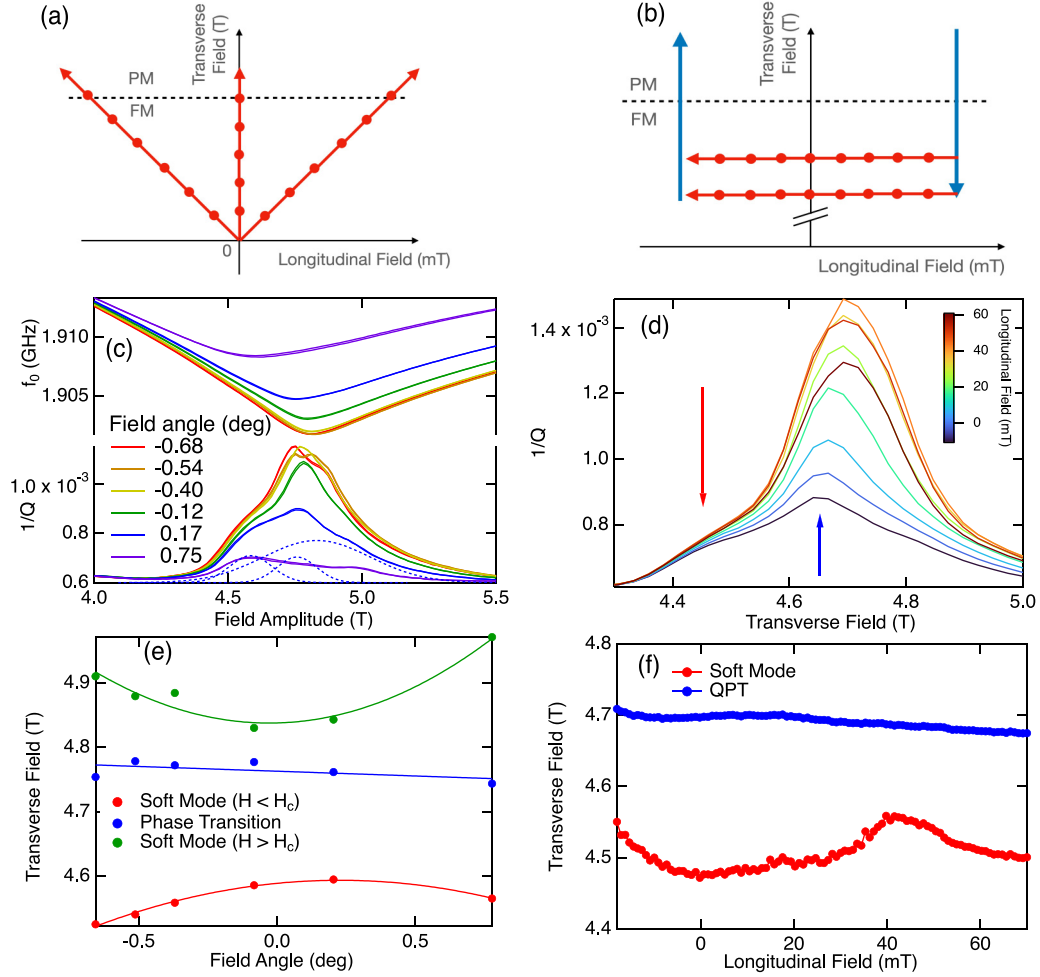 (a)
Transverse
Field (T)
PM
FM
0
Longitudinal Field (mT)
(b)
Transverse
Field (T)
PM
FM
Longitudinal Field (mT)
(c)
f0 (GHz)
1.910
1.905
Field angle (deg)
-0.68
-0.54
-0.40
-0.12
0.17
0.75
1/Q
1.0 x 10-3
0.8
0.6
4.0
4.5
5.0
5.5
Field Amplitude (T)
(d)
1/Q
1.4 x 10-3
1.2
1.0
0.8
60
40
20
0
Longitudinal Field (mT)
4.4
4.6
4.8
5.0
Transverse Field (T)
(e)
Transverse Field (T)
4.9
4.8
4.7
4.6
Soft Mode (H < Hc)
Phase Transition
Soft Mode (H > Hc)
-0.5
0.0
0.5
Field Angle (deg)
(f)
Soft Mode
QPT
Transverse Field (T)
4.8
4.7
4.6
4.5
4.4
0
20
40
60
Longitudinal Field (mT)